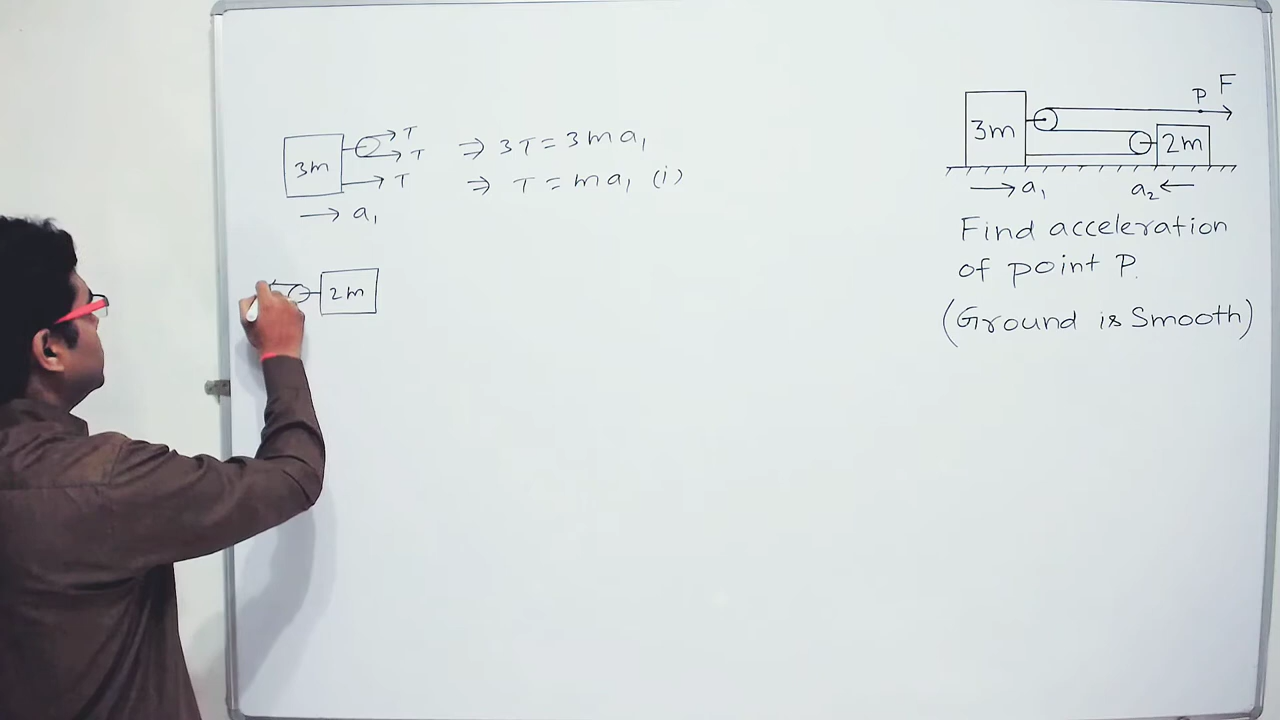 3m T T T ⇒ 3T = 3ma₁
⇒ T = ma₁ (i)
→ a₁
2m
P F
3m 2m
→ a₁ a₂ ←
Find acceleration
of point P.
(Ground is Smooth)